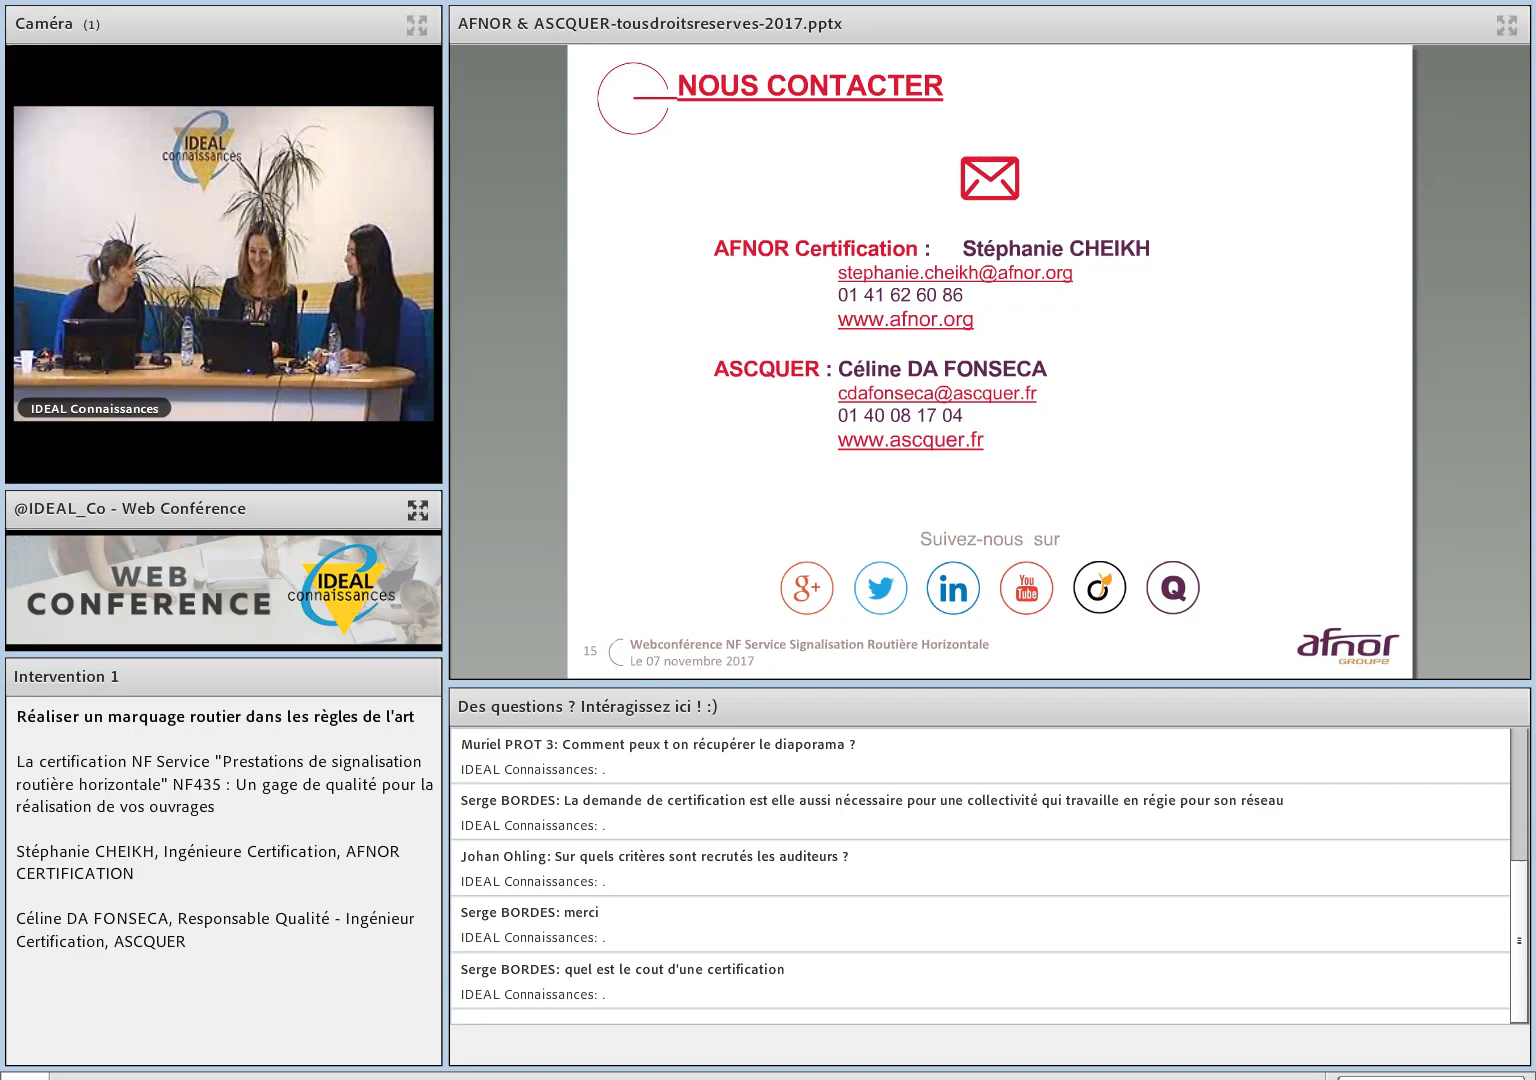 Caméra (1)
IDEAL
connaissances
IDEAL Connaissances
@IDEAL_Co - Web Conférence
WEB
CONFERENCE
IDEAL
connaissances
Intervention 1
Réaliser un marquage routier dans les règles de l'art
La certification NF Service "Prestations de signalisation
routière horizontale" NF435 : Un gage de qualité pour la
réalisation de vos ouvrages
Stéphanie CHEIKH, Ingénieure Certification, AFNOR
CERTIFICATION
Céline DA FONSECA, Responsable Qualité - Ingénieur
Certification, ASCQUER
AFNOR & ASCQUER-tousdroitsreserves-2017.pptx
NOUS CONTACTER
AFNOR Certification : Stéphanie CHEIKH
stephanie.cheikh@afnor.org
01 41 62 60 86
www.afnor.org
ASCQUER : Céline DA FONSECA
cdafonseca@ascquer.fr
01 40 08 17 04
www.ascquer.fr
Suivez-nous sur
g+ in You Tube Q
15 Webconférence NF Service Signalisation Routière Horizontale
Le 07 novembre 2017
afnor
GROUPE
Des questions ? Intéragissez ici ! :)
Muriel PROT 3: Comment peux t on récupérer le diaporama ?
IDEAL Connaissances: .
Serge BORDES: La demande de certification est elle aussi nécessaire pour une collectivité qui travaille en régie pour son réseau
IDEAL Connaissances: .
Johan Ohling: Sur quels critères sont recrutés les auditeurs ?
IDEAL Connaissances: .
Serge BORDES: merci
IDEAL Connaissances: .
Serge BORDES: quel est le cout d'une certification
IDEAL Connaissances: .